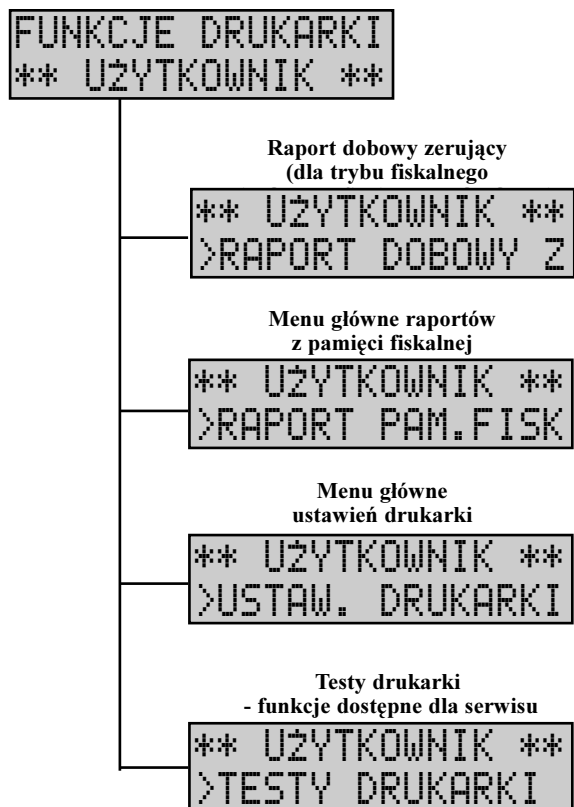 FUNKCJE DRUKARKI
** UŻYTKOWNIK **
Raport dobowy zerujący
(dla trybu fiskalnego
** UŻYTKOWNIK **
>RAPORT DOBOWY Z
Menu główne raportów
z pamięci fiskalnej
** UŻYTKOWNIK **
>RAPORT PAM.FISK
Menu główne
ustawień drukarki
** UŻYTKOWNIK **
>USTAW. DRUKARKI
Testy drukarki
- funkcje dostępne dla serwisu
** UŻYTKOWNIK **
>TESTY DRUKARKI